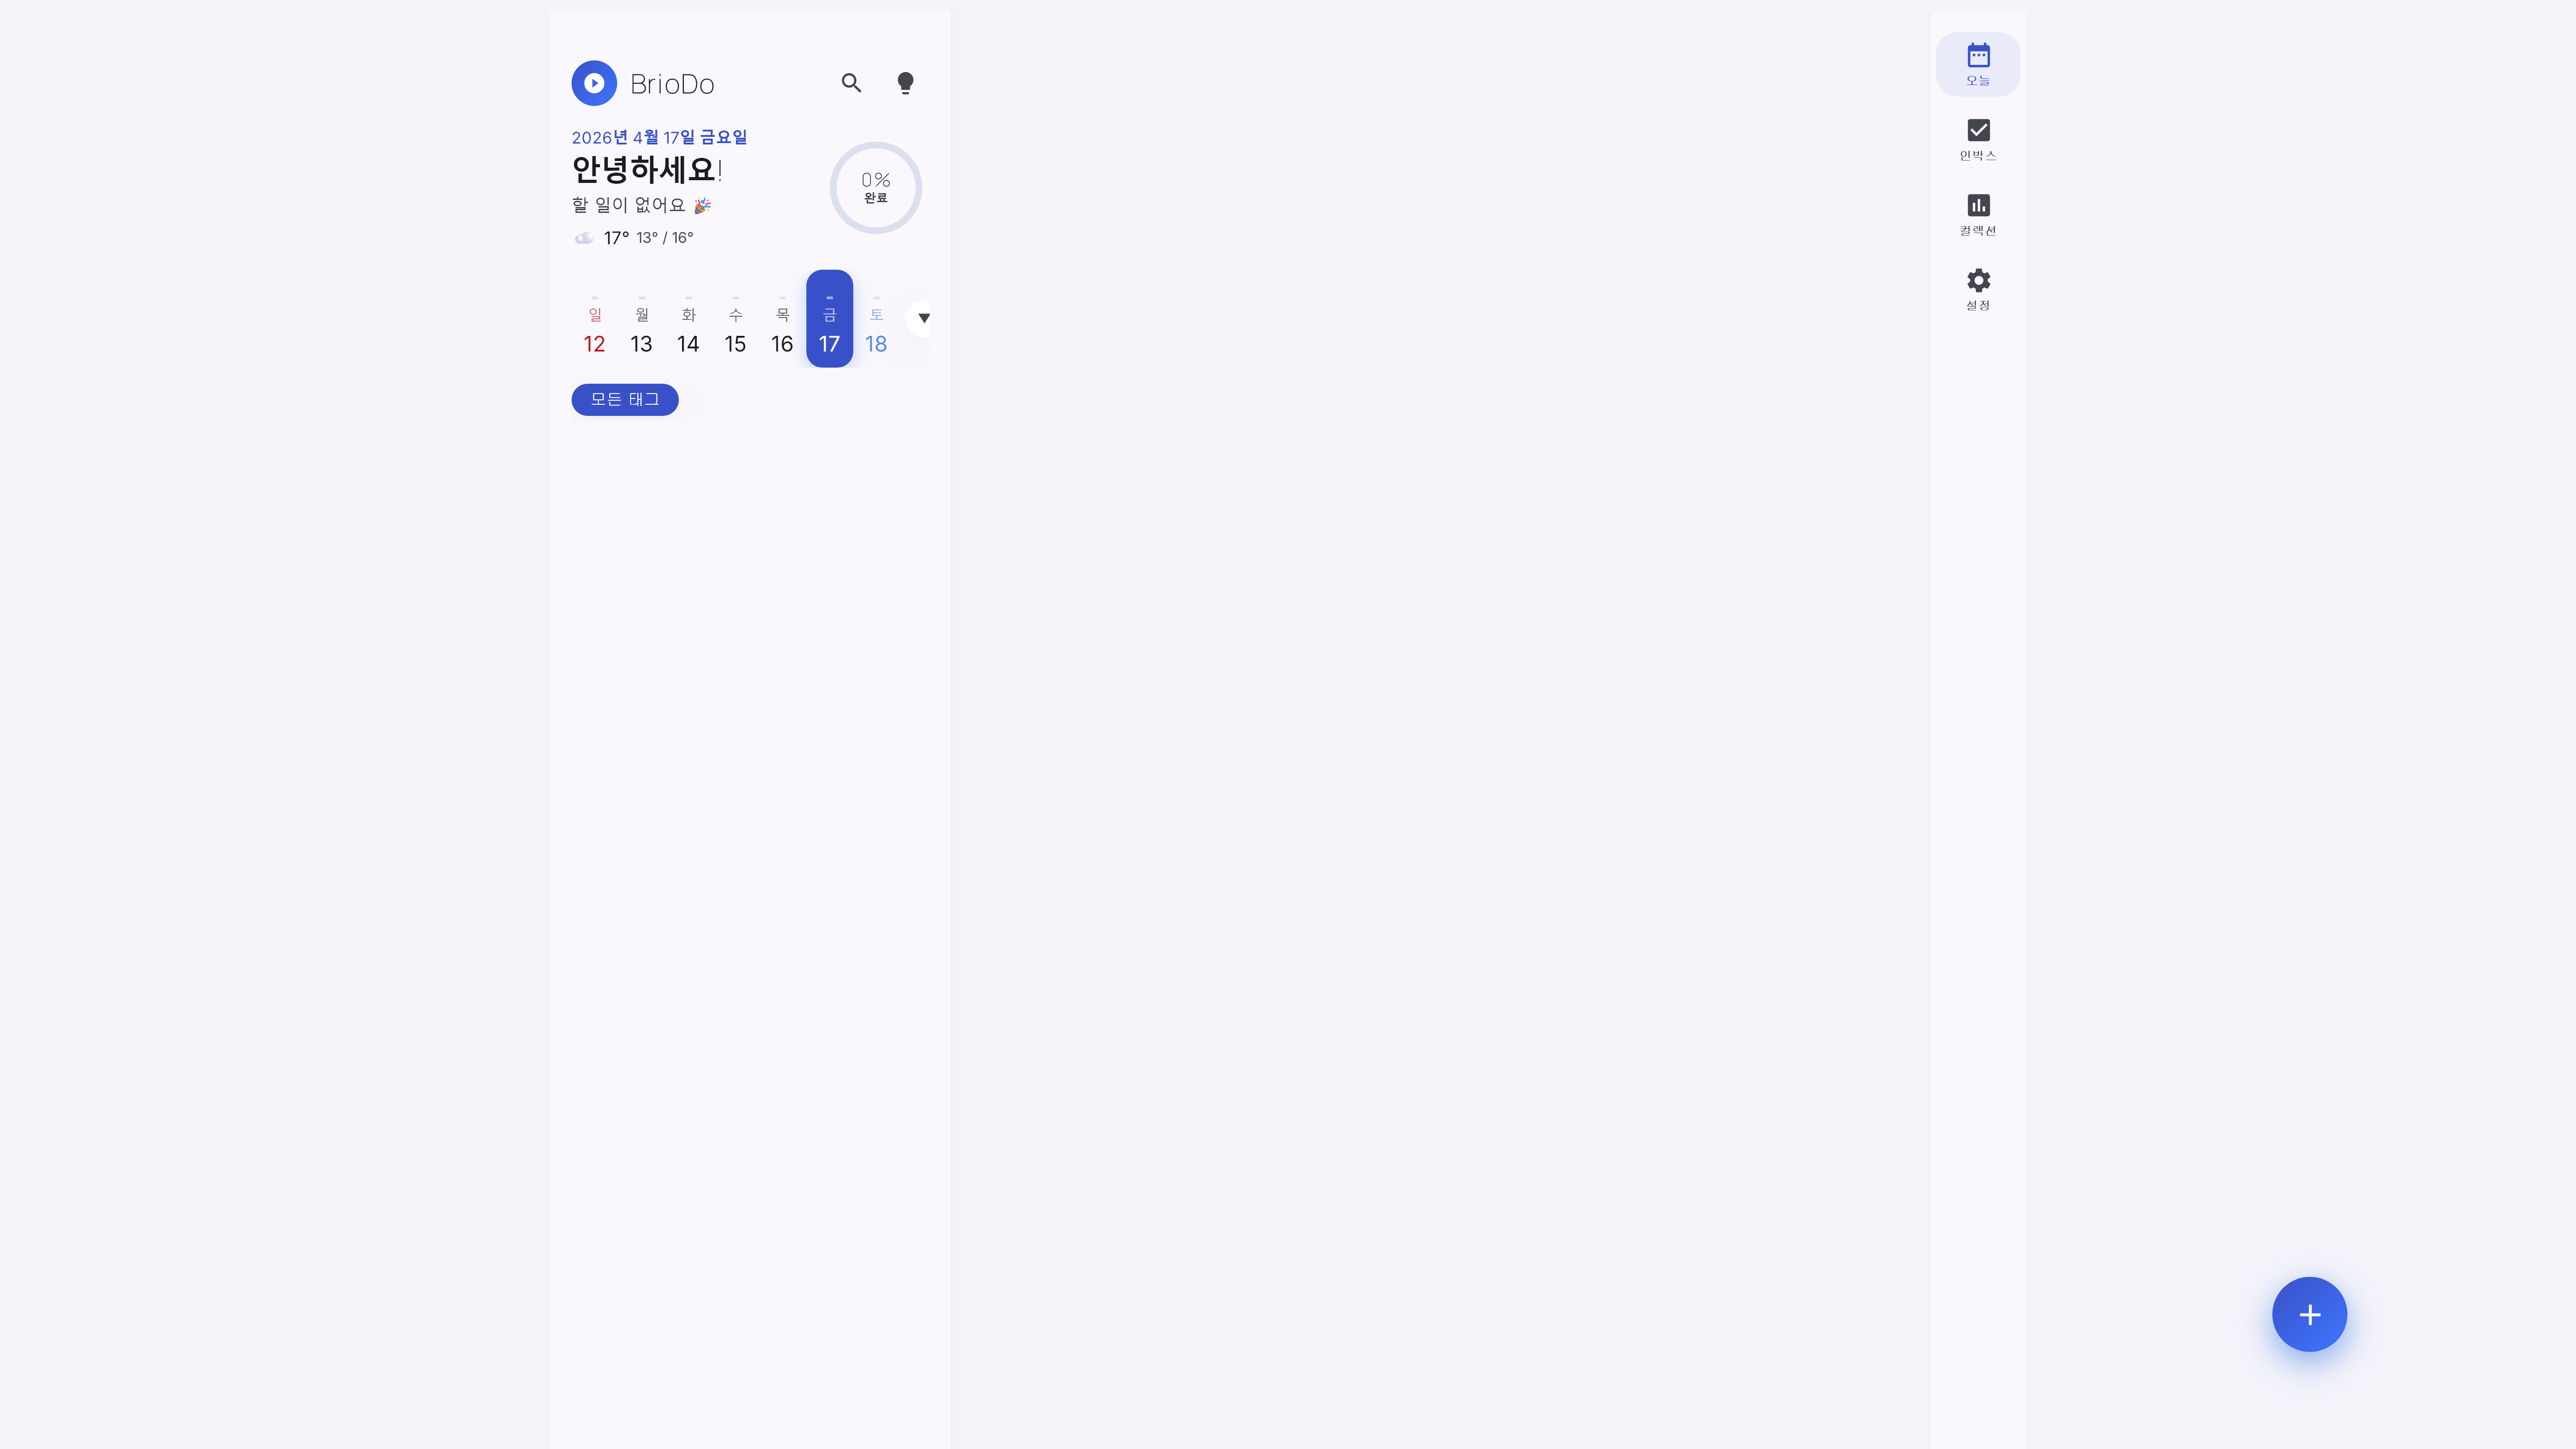 BrioDo
2026년 4월 17일 금요일
안녕하세요!
할 일이 없어요 🎉
17° 13° / 16°
0%
완료
일 월 화 수 목 금 토
12 13 14 15 16 17 18
모든 태그
오늘
인박스
컬렉션
설정